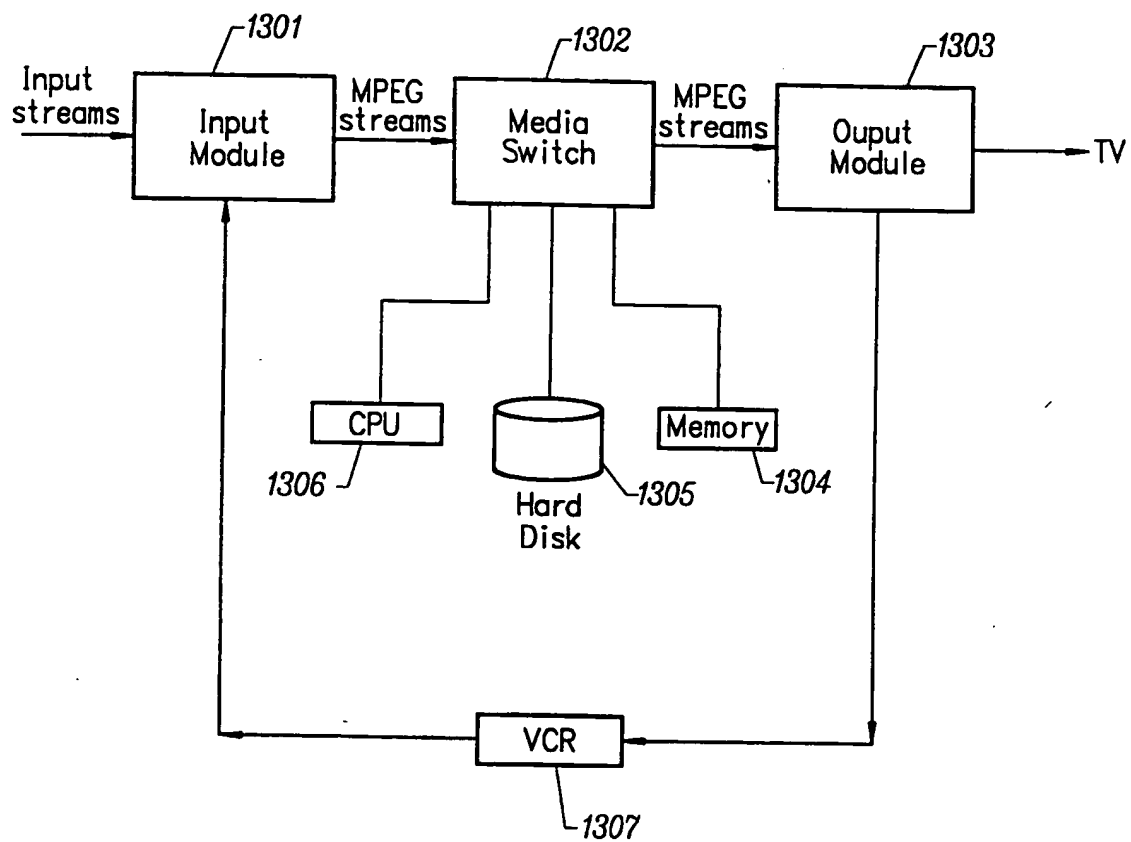 1301
1302
1303
Input
streams
Input
Module
MPEG
streams
Media
Switch
MPEG
streams
Ouput
Module
TV
CPU
1306
Hard
Disk
1305
Memory
1304
VCR
1307